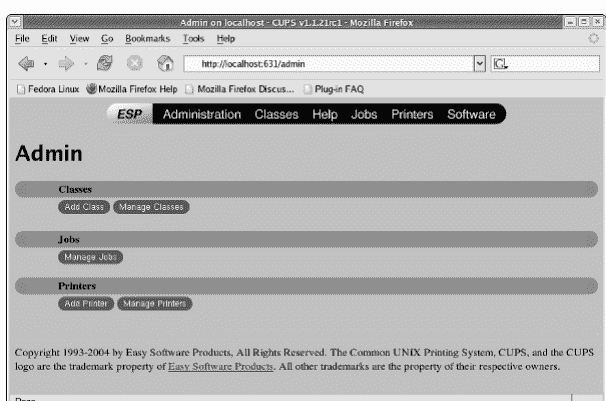 Admin on localhost - CUPS v1.1.21rc1 - Mozilla Firefox
File Edit View Go Bookmarks Tools Help
http://localhost:631/admin
Fedora Linux Mozilla Firefox Help Mozilla Firefox Discus... Plug-in FAQ
ESP Administration Classes Help Jobs Printers Software
Admin
Classes
Add Class Manage Classes
Jobs
Manage Jobs
Printers
Add Printer Manage Printers
Copyright 1993-2004 by Easy Software Products, All Rights Reserved. The Common UNIX Printing System, CUPS, and the CUPS
logo are the trademark property of Easy Software Products. All other trademarks are the property of their respective owners.